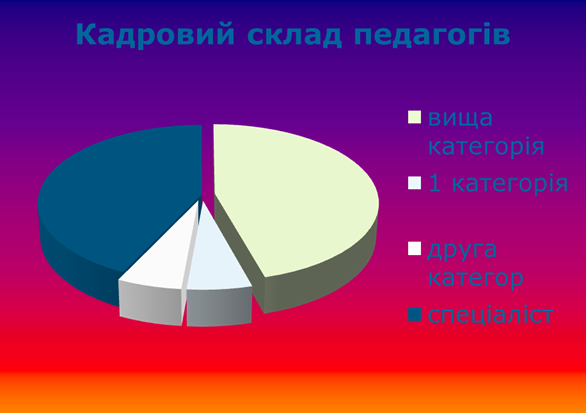 Кадровий склад педагогів
вища
категорія
1 категорія
друга
категор
спеціаліст